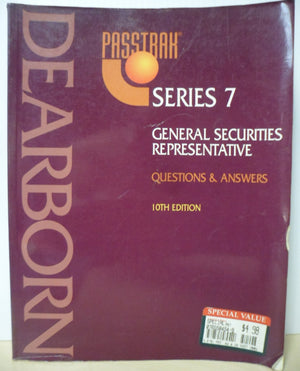 DEARBORN
PASSTRAK®
SERIES 7
GENERAL SECURITIES
REPRESENTATIVE
QUESTIONS & ANSWERS
10TH EDITION
SPECIAL VALUE
$4.98